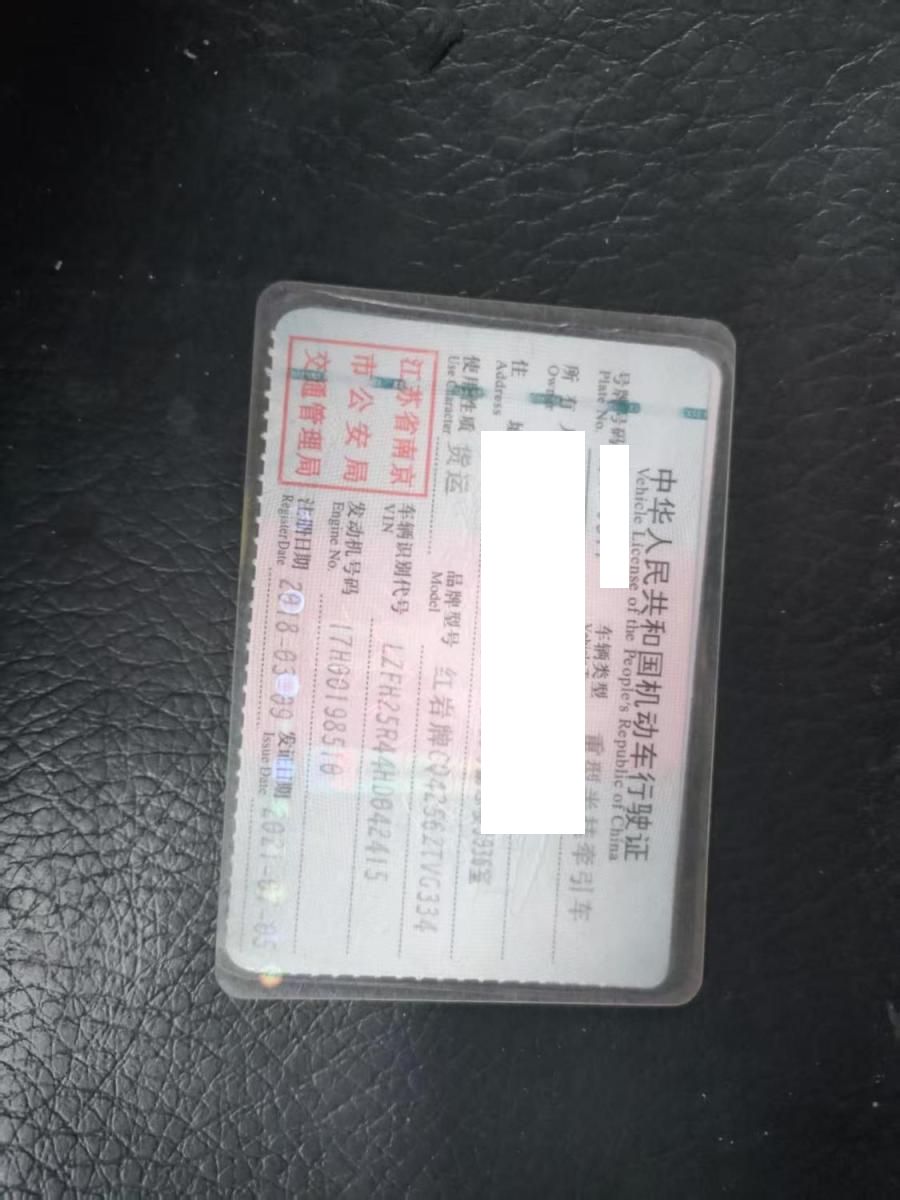 中华人民共和国机动车行驶证
Vehicle License of the People's Republic of China
号牌号码
Plate No.
车辆类型 重型半挂牵引车
所有人
Owner
住 址
Address
使用性质 货运
Use Character
品牌型号 红岩牌CQ4256ZTVG334
Model
江苏省南京
市公安局
交通管理局
车辆识别代号 LZFH25R44HD042415
VIN
发动机号码 17H00198510
Engine No.
注册日期 2018-03-09
Register Date
发证日期 2021-07-05
Issue Date